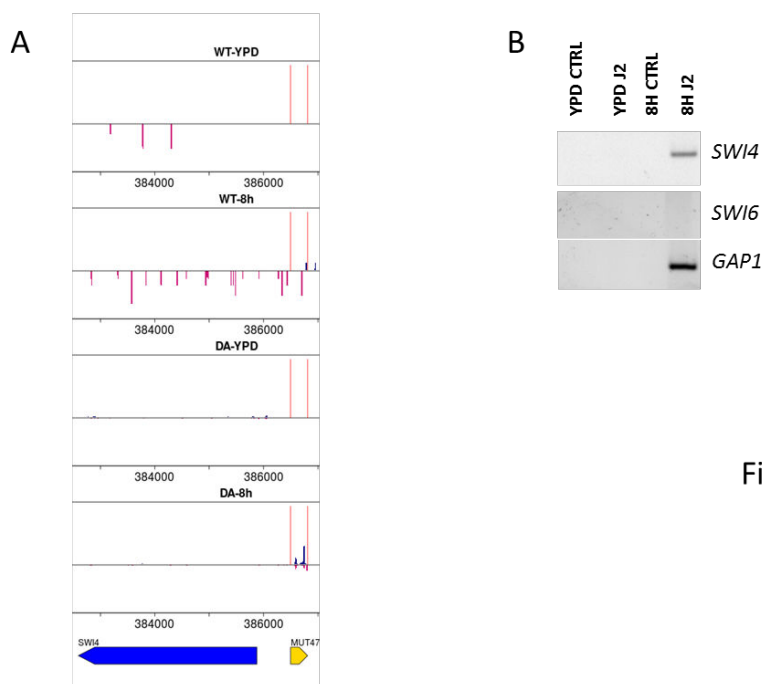 A
WT-YPD
384000 386000
WT-8h
384000 386000
DA-YPD
384000 386000
DA-8h
384000 386000
SWI4 MUT47
B
YPD CTRL
YPD J2
8H CTRL
8H J2
SWI4
SWI6
GAP1
Fi